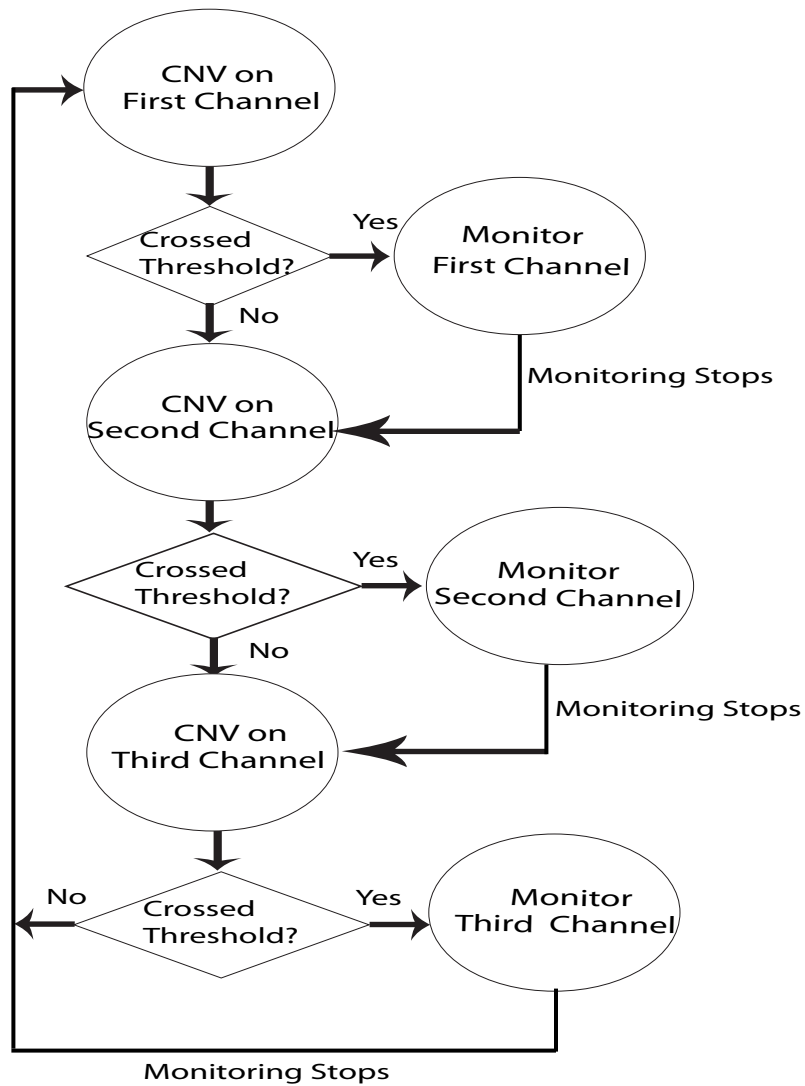 CNV on
First Channel
Crossed
Threshold?
Yes
Monitor
First Channel
No
Monitoring Stops
CNV on
Second Channel
Crossed
Threshold?
Yes
Monitor
Second Channel
No
Monitoring Stops
CNV on
Third Channel
No
Crossed
Threshold?
Yes
Monitor
Third Channel
Monitoring Stops